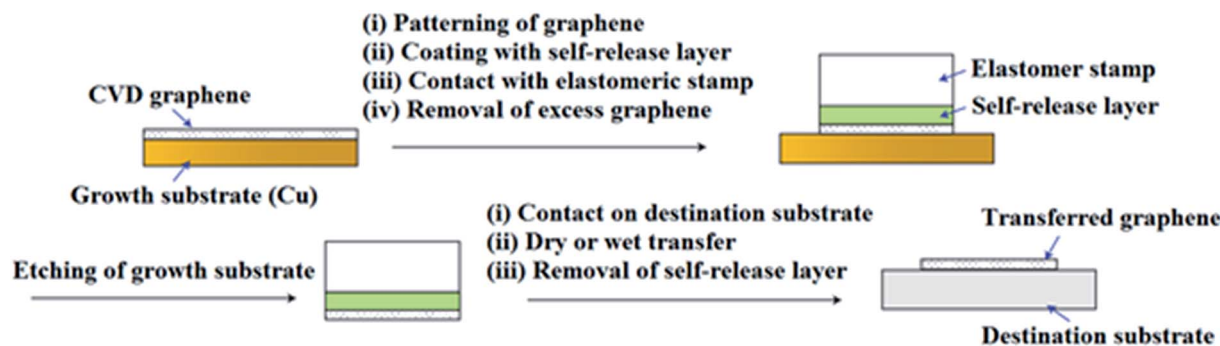 (i) Patterning of graphene
(ii) Coating with self-release layer
(iii) Contact with elastomeric stamp
(iv) Removal of excess graphene
CVD graphene
Growth substrate (Cu)
Elastomer stamp
Self-release layer
Etching of growth substrate
(i) Contact on destination substrate
(ii) Dry or wet transfer
(iii) Removal of self-release layer
Transferred graphene
Destination substrate